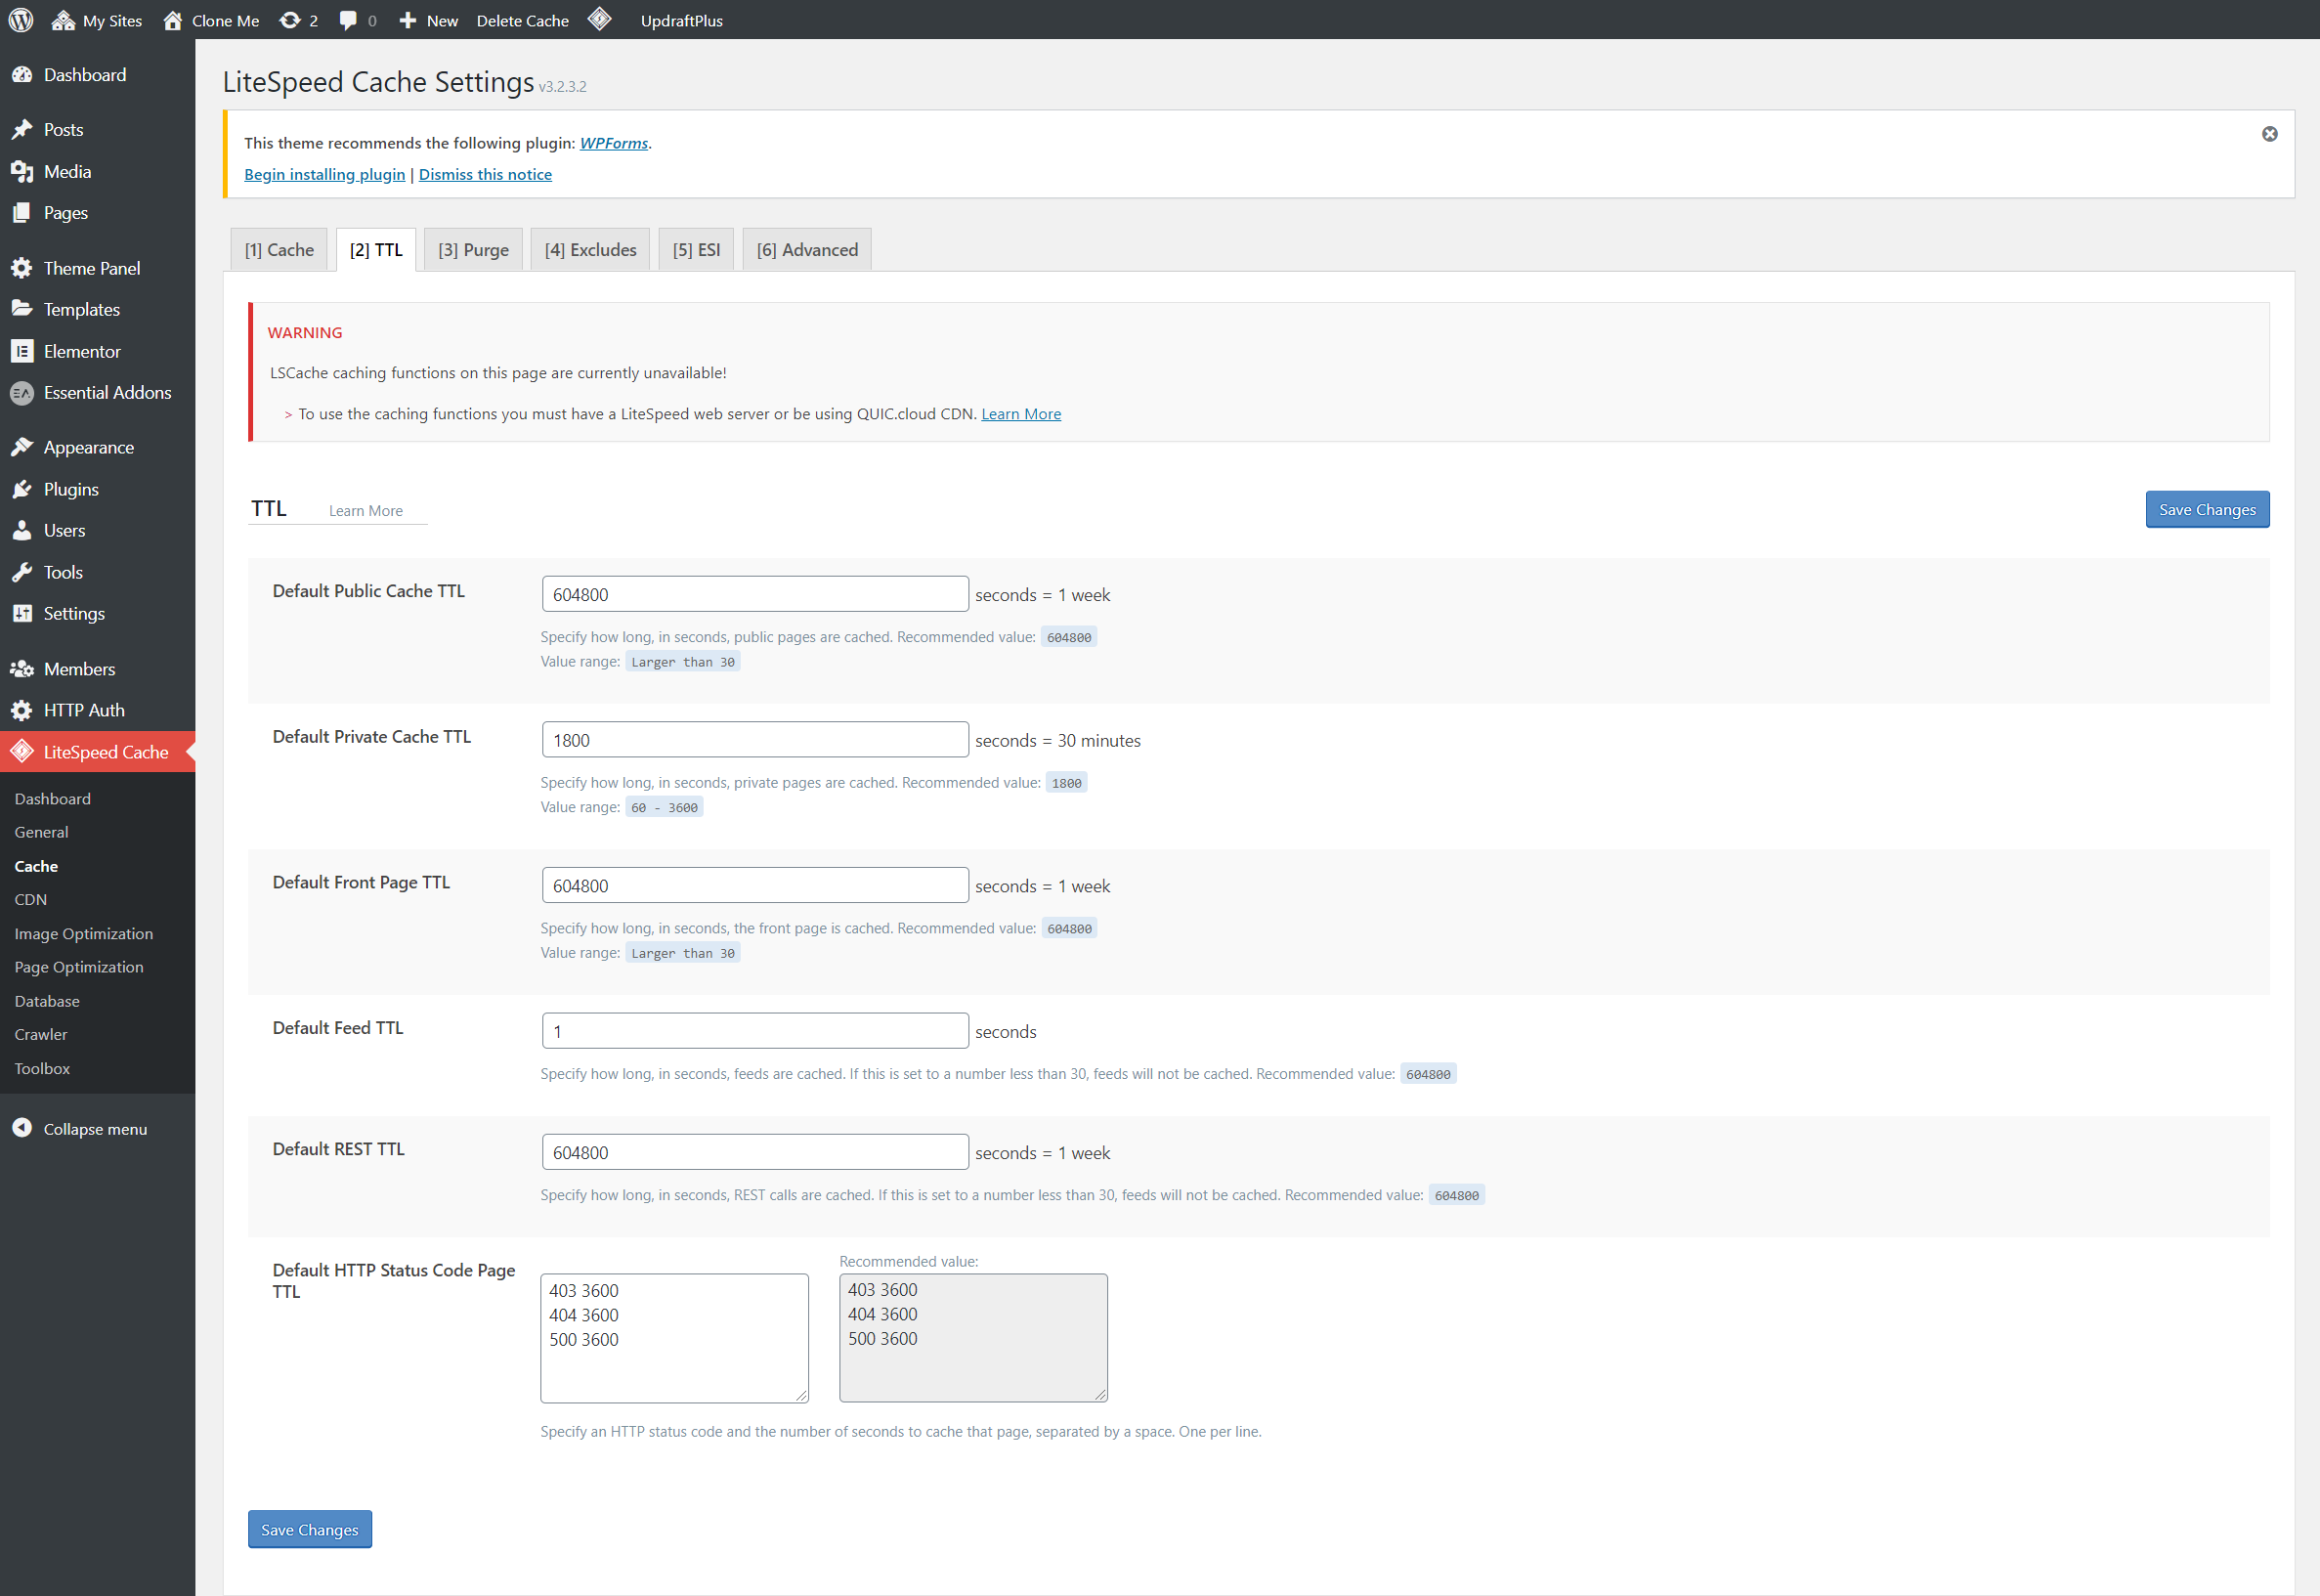 My Sites
Clone Me
2
0
New
Delete Cache
UpdraftPlus
Dashboard
Posts
Media
Pages
Theme Panel
Templates
Elementor
Essential Addons
Appearance
Plugins
Users
Tools
Settings
Members
HTTP Auth
LiteSpeed Cache
Dashboard
General
Cache
CDN
Image Optimization
Page Optimization
Database
Crawler
Toolbox
Collapse menu
LiteSpeed Cache Settings v3.2.3.2
This theme recommends the following plugin: WPForms.
Begin installing plugin | Dismiss this notice
[1] Cache
[2] TTL
[3] Purge
[4] Excludes
[5] ESI
[6] Advanced
WARNING
LSCache caching functions on this page are currently unavailable!
> To use the caching functions you must have a LiteSpeed web server or be using QUIC.cloud CDN. Learn More
TTL Learn More
Save Changes
Default Public Cache TTL
604800 seconds = 1 week
Specify how long, in seconds, public pages are cached. Recommended value: 604800
Value range: Larger than 30
Default Private Cache TTL
1800 seconds = 30 minutes
Specify how long, in seconds, private pages are cached. Recommended value: 1800
Value range: 60 - 3600
Default Front Page TTL
604800 seconds = 1 week
Specify how long, in seconds, the front page is cached. Recommended value: 604800
Value range: Larger than 30
Default Feed TTL
1 seconds
Specify how long, in seconds, feeds are cached. If this is set to a number less than 30, feeds will not be cached. Recommended value: 604800
Default REST TTL
604800 seconds = 1 week
Specify how long, in seconds, REST calls are cached. If this is set to a number less than 30, feeds will not be cached. Recommended value: 604800
Default HTTP Status Code Page
TTL
403 3600
404 3600
500 3600
Recommended value:
403 3600
404 3600
500 3600
Specify an HTTP status code and the number of seconds to cache that page, separated by a space. One per line.
Save Changes